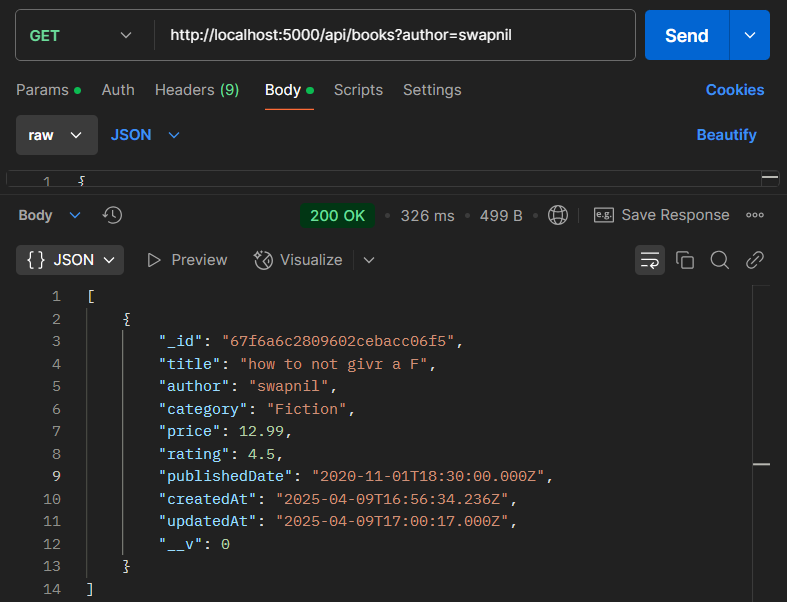 GET http://localhost:5000/api/books?author=swapnil Send
Params Auth Headers (9) Body Scripts Settings Cookies
raw JSON Beautify
1 {
Body 200 OK 326 ms 499 B e.g. Save Response
{} JSON Preview Visualize
1 [
2 {
3 "_id": "67f6a6c2809602cebacc06f5",
4 "title": "how to not givr a F",
5 "author": "swapnil",
6 "category": "Fiction",
7 "price": 12.99,
8 "rating": 4.5,
9 "publishedDate": "2020-11-01T18:30:00.000Z",
10 "createdAt": "2025-04-09T16:56:34.236Z",
11 "updatedAt": "2025-04-09T17:00:17.000Z",
12 "__v": 0
13 }
14 ]